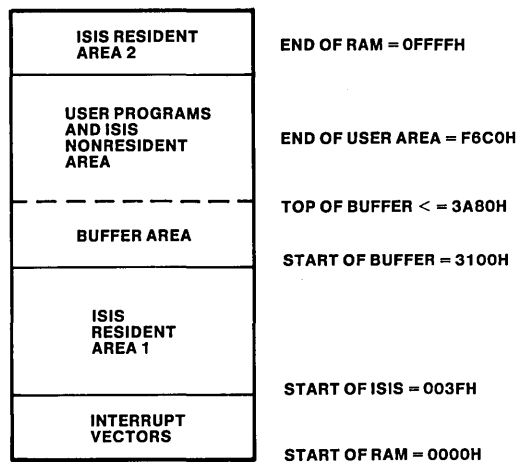 ISIS RESIDENT
AREA 2
END OF RAM = 0FFFFH
USER PROGRAMS
AND ISIS
NONRESIDENT
AREA
END OF USER AREA = F6C0H
TOP OF BUFFER < = 3A80H
BUFFER AREA
START OF BUFFER = 3100H
ISIS
RESIDENT
AREA 1
START OF ISIS = 003FH
INTERRUPT
VECTORS
START OF RAM = 0000H